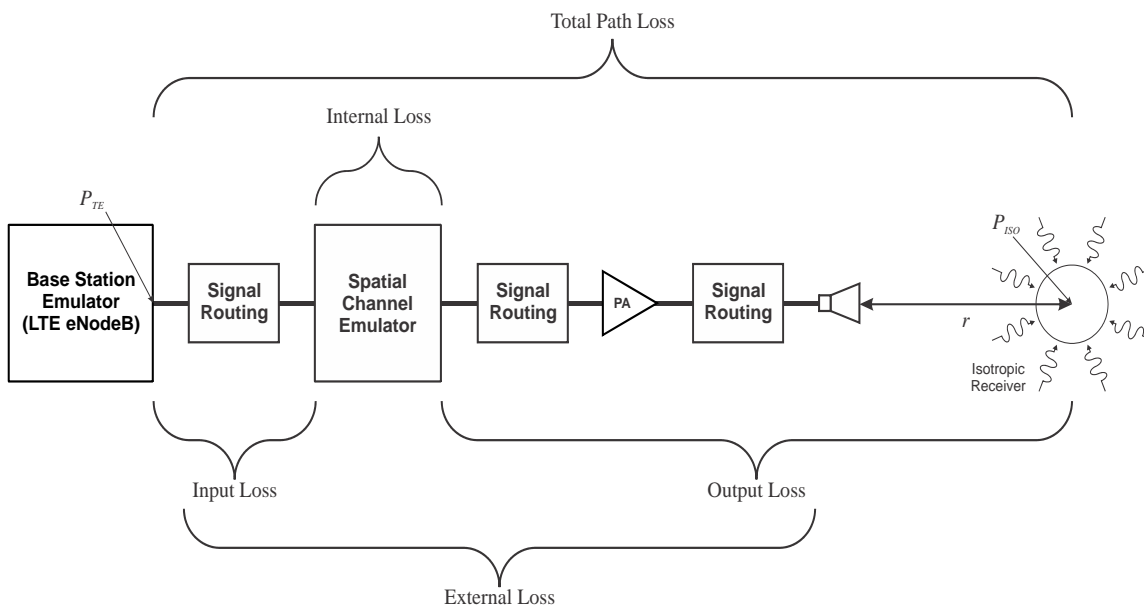 Total Path Loss
Internal Loss
P_TE
P_ISO
Base Station
Emulator
(LTE eNodeB)
Signal
Routing
Spatial
Channel
Emulator
Signal
Routing
PA
Signal
Routing
r
Isotropic
Receiver
Input Loss
Output Loss
External Loss